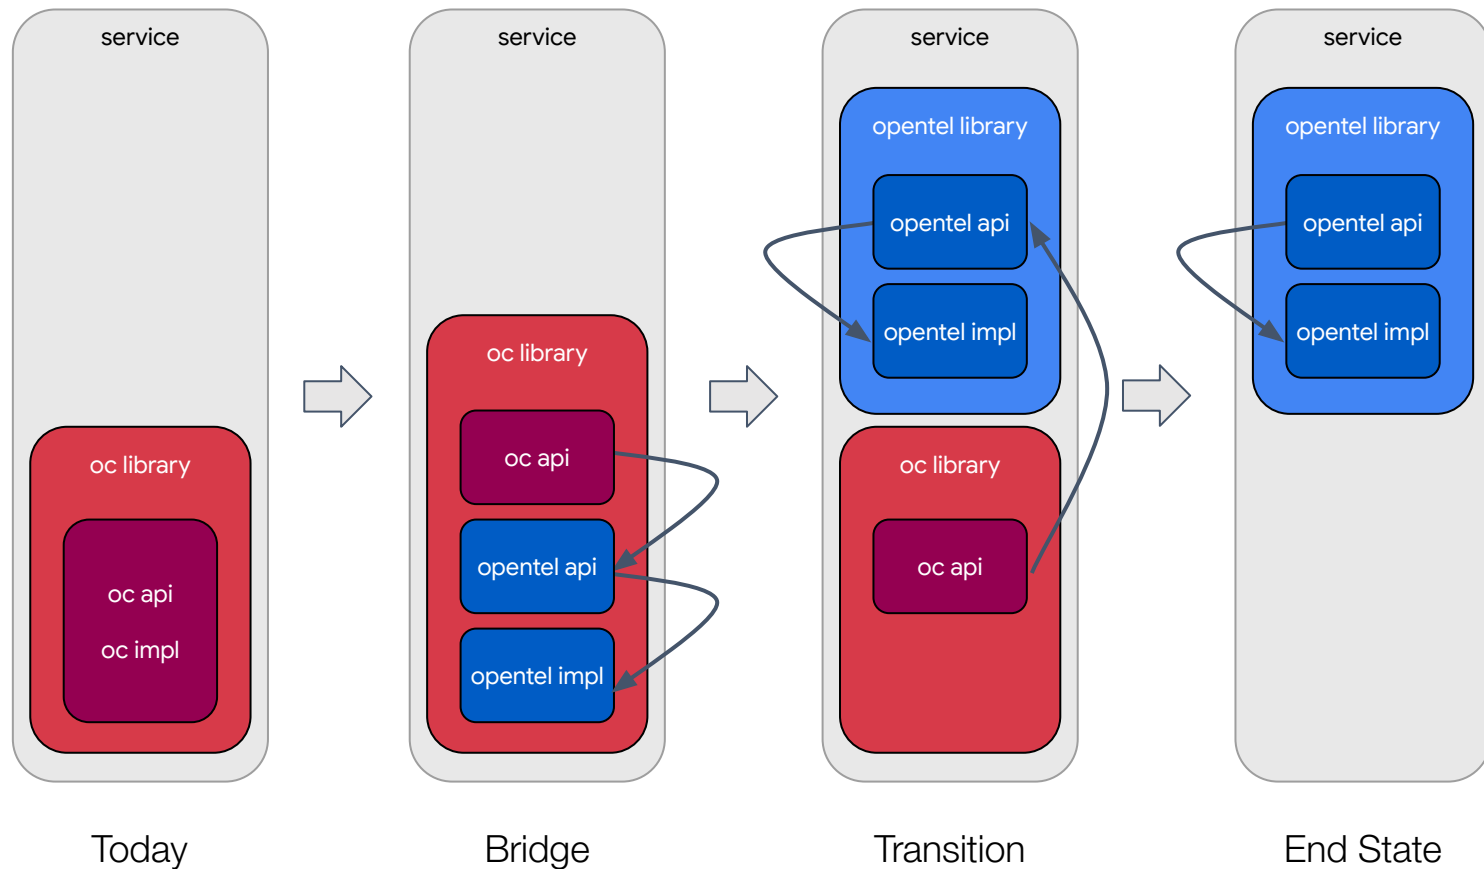 service
oc library
oc api
oc impl
Today
service
oc library
oc api
opentel api
opentel impl
Bridge
service
opentel library
opentel api
opentel impl
oc library
oc api
Transition
service
opentel library
opentel api
opentel impl
End State